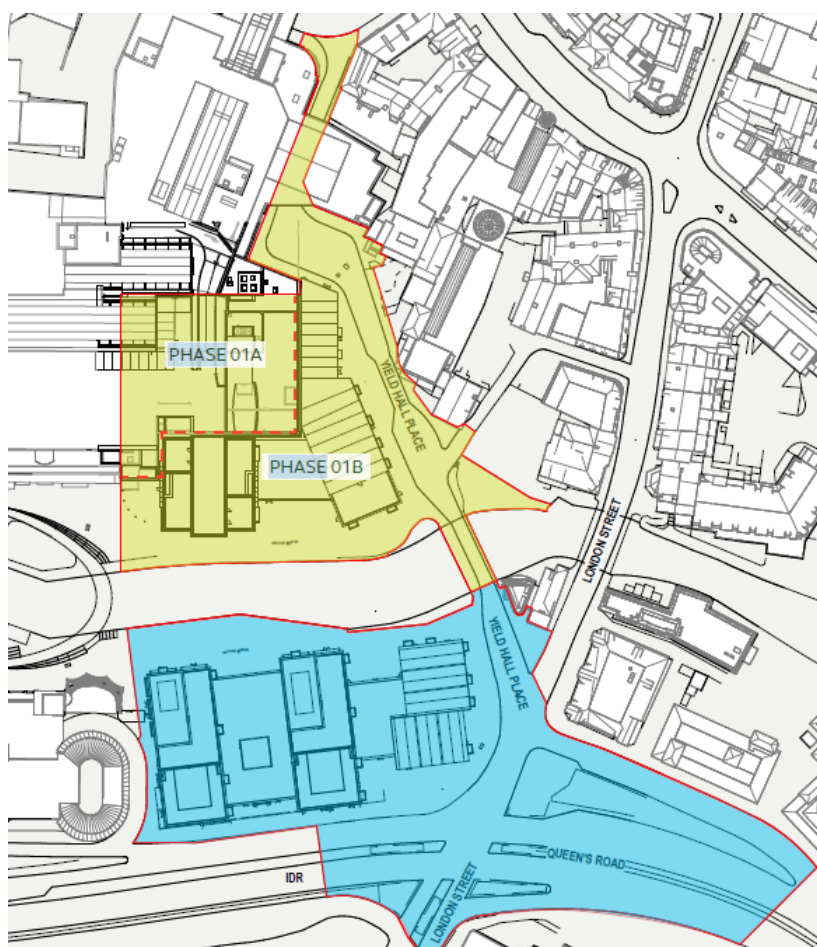 PHASE 01A
YIELD HALL PLACE
PHASE 01B
LONDON STREET
YIELD HALL PLACE
QUEEN'S ROAD
IDR
LONDON STREET